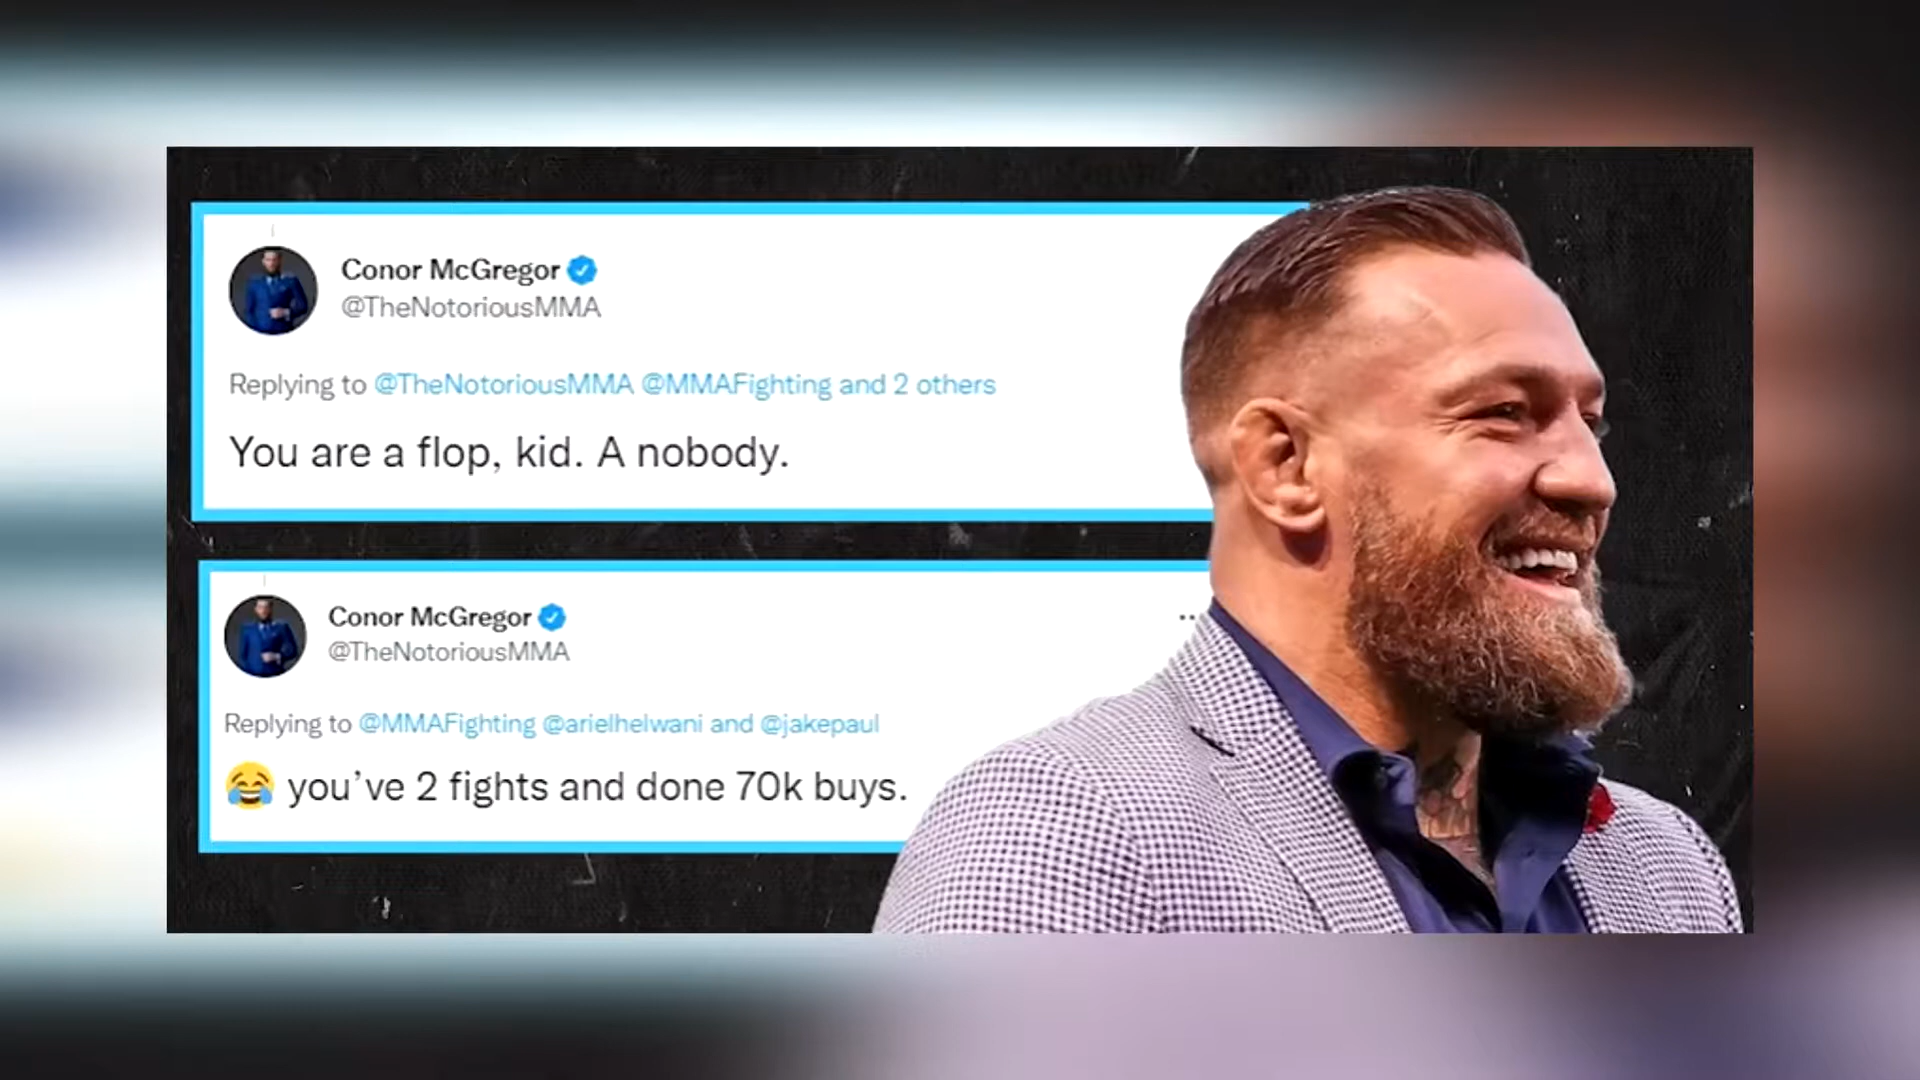 Conor McGregor
@TheNotoriousMMA
Replying to @TheNotoriousMMA @MMAFighting and 2 others
You are a flop, kid. A nobody.
Conor McGregor
@TheNotoriousMMA
Replying to @MMAFighting @arielhelwani and @jakepaul
😂 you’ve 2 fights and done 70k buys.